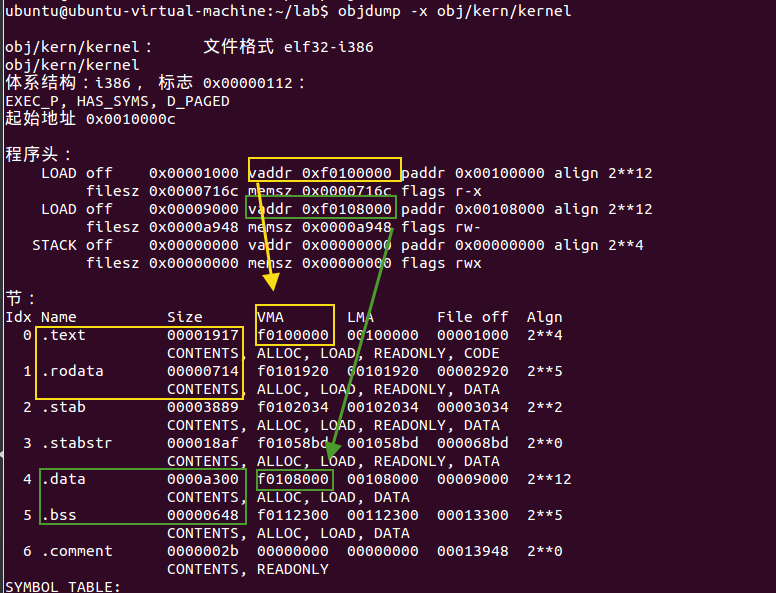 ubuntu@ubuntu-virtual-machine:~/lab$ objdump -x obj/kern/kernel
obj/kern/kernel：     文件格式 elf32-i386
obj/kern/kernel
体系结构：i386， 标志 0x00000112：
EXEC_P, HAS_SYMS, D_PAGED
起始地址 0x0010000c
程序头：
    LOAD off    0x00001000 vaddr 0xf0100000 paddr 0x00100000 align 2**12
         filesz 0x0000716c memsz 0x0000716c flags r-x
    LOAD off    0x00009000 vaddr 0xf0108000 paddr 0x00108000 align 2**12
         filesz 0x0000a948 memsz 0x0000a948 flags rw-
   STACK off    0x00000000 vaddr 0x00000000 paddr 0x00000000 align 2**4
         filesz 0x00000000 memsz 0x00000000 flags rwx
节：
Idx Name          Size      VMA       LMA       File off  Algn
  0 .text         00001917  f0100000  00100000  00001000  2**4
                  CONTENTS, ALLOC, LOAD, READONLY, CODE
  1 .rodata       00000714  f0101920  00101920  00002920  2**5
                  CONTENTS, ALLOC, LOAD, READONLY, DATA
  2 .stab         00003889  f0102034  00102034  00003034  2**2
                  CONTENTS, ALLOC, LOAD, READONLY, DATA
  3 .stabstr      000018af  f01058bd  001058bd  000068bd  2**0
                  CONTENTS, ALLOC, LOAD, READONLY, DATA
  4 .data         0000a300  f0108000  00108000  00009000  2**12
                  CONTENTS, ALLOC, LOAD, DATA
  5 .bss          00000648  f0112300  00112300  00013300  2**5
                  CONTENTS, ALLOC, LOAD, DATA
  6 .comment      0000002b  00000000  00000000  00013948  2**0
                  CONTENTS, READONLY
SYMBOL TABLE: